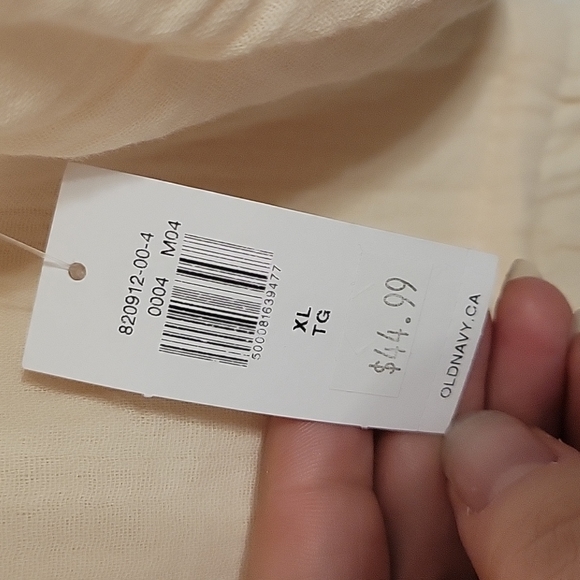 820912-00-4
0004 M04
500081639477
XL
TG
$44.99
OLDNAVY.CA